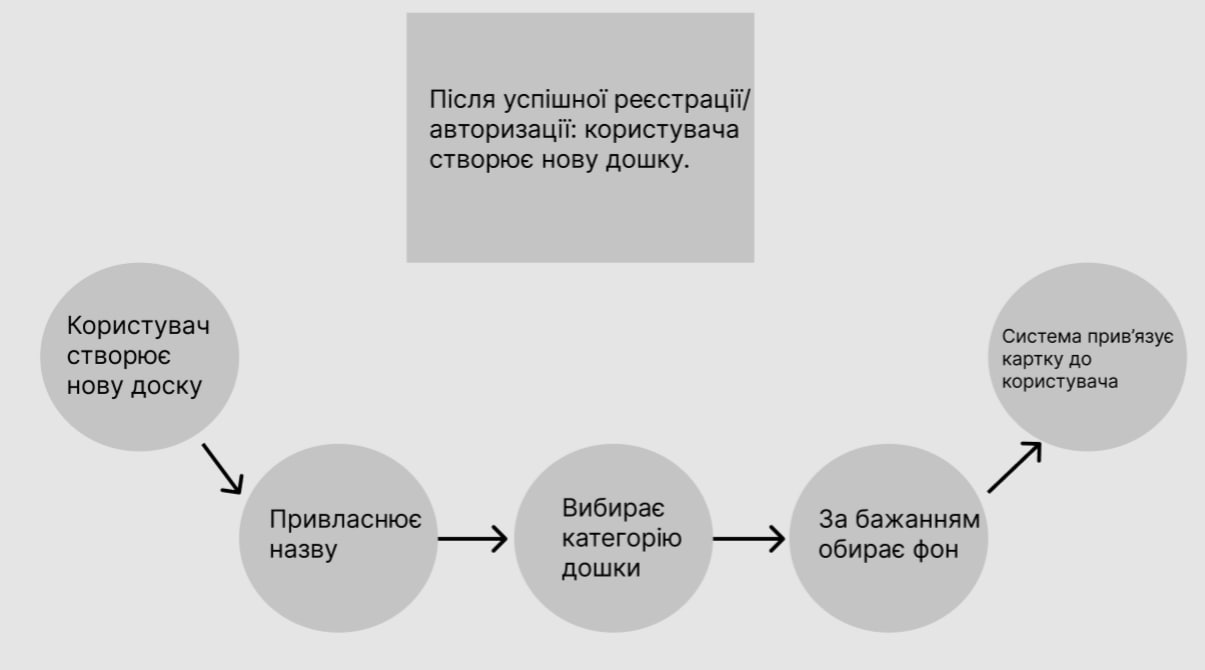 Після успішної реєстрації/
авторизації: користувача
створює нову дошку.
Користувач
створює
нову доску
Привласнює
назву
Вибирає
категорію
дошки
За бажанням
обирає фон
Система прив’язує
картку до
користувача